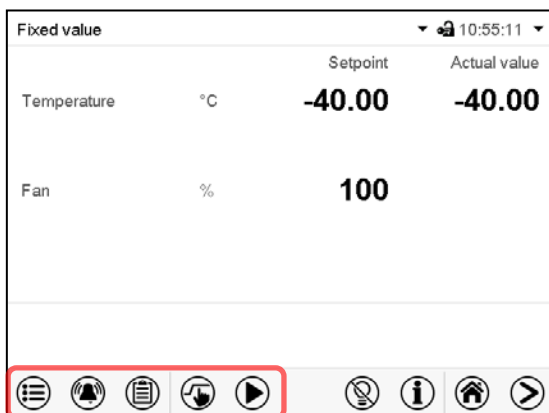 Fixed value 10:55:11
Setpoint Actual value
Temperature °C -40.00 -40.00
Fan % 100